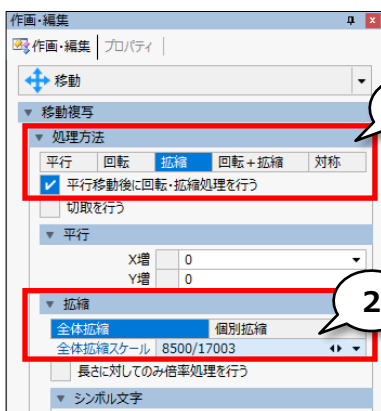 作画・編集
作画・編集 プロパティ
移動
移動複写
処理方法
平行 回転 拡縮 回転+拡縮 対称
平行移動後に回転・拡縮処理を行う
切取を行う
平行
X増 0
Y増 0
拡縮
2
全体拡縮 個別拡縮
全体拡縮スケール 8500/17003
長さに対してのみ倍率処理を行う
シンボル文字